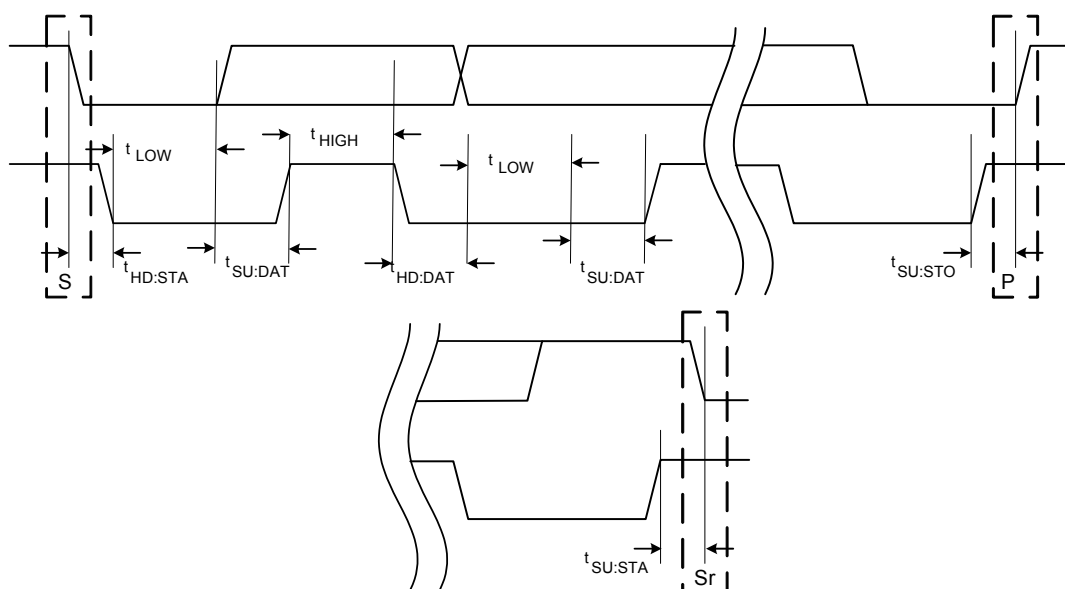 t LOW
t HIGH
t LOW
S
t HD:STA
t SU:DAT
t HD:DAT
t SU:DAT
t SU:STO
P
t SU:STA
Sr